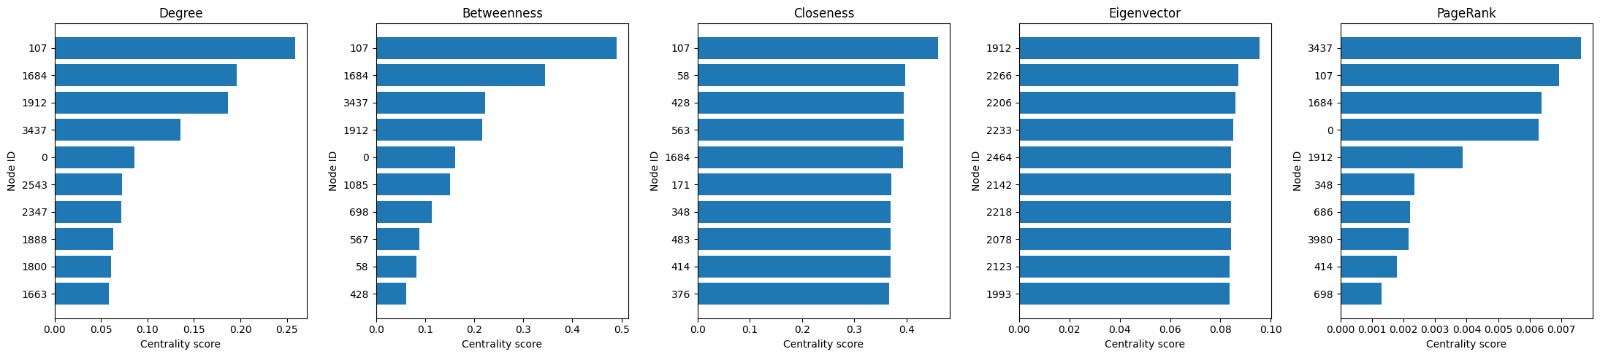 Degree
Node ID
107
1684
1912
3437
0
2543
2347
1888
1800
1663
0.00 0.05 0.10 0.15 0.20 0.25
Centrality score
Betweenness
Node ID
107
1684
3437
1912
0
1085
698
567
58
428
0.0 0.1 0.2 0.3 0.4 0.5
Centrality score
Closeness
Node ID
107
58
428
563
1684
171
348
483
414
376
0.0 0.1 0.2 0.3 0.4
Centrality score
Eigenvector
Node ID
1912
2266
2206
2233
2464
2142
2218
2078
2123
1993
0.00 0.02 0.04 0.06 0.08 0.10
Centrality score
PageRank
Node ID
3437
107
1684
0
1912
348
686
3980
414
698
0.000 0.001 0.002 0.003 0.004 0.005 0.006 0.007
Centrality score